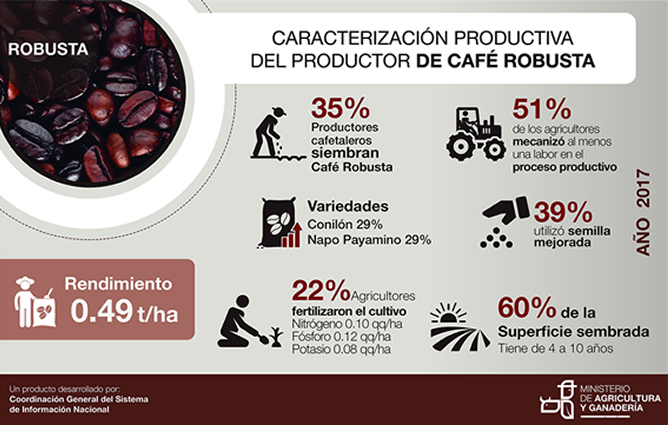 ROBUSTA
CARACTERIZACIÓN PRODUCTIVA
DEL PRODUCTOR DE CAFÉ ROBUSTA
35%
Productores
cafetaleros
siembran
Café Robusta
51%
de los agricultores
mecanizó al menos
una labor en el
proceso productivo
Variedades
Conilón 29%
Napo Payamino 29%
39%
utilizó semilla
mejorada
AÑO 2017
Rendimiento
0.49 t/ha
22% Agricultores
fertilizaron el cultivo
Nitrógeno 0.10 qq/ha
Fósforo 0.12 qq/ha
Potasio 0.08 qq/ha
60% de la
Superficie sembrada
Tiene de 4 a 10 años
Un producto desarrollado por:
Coordinación General del Sistema
de Información Nacional
MINISTERIO
DE AGRICULTURA
Y GANADERÍA